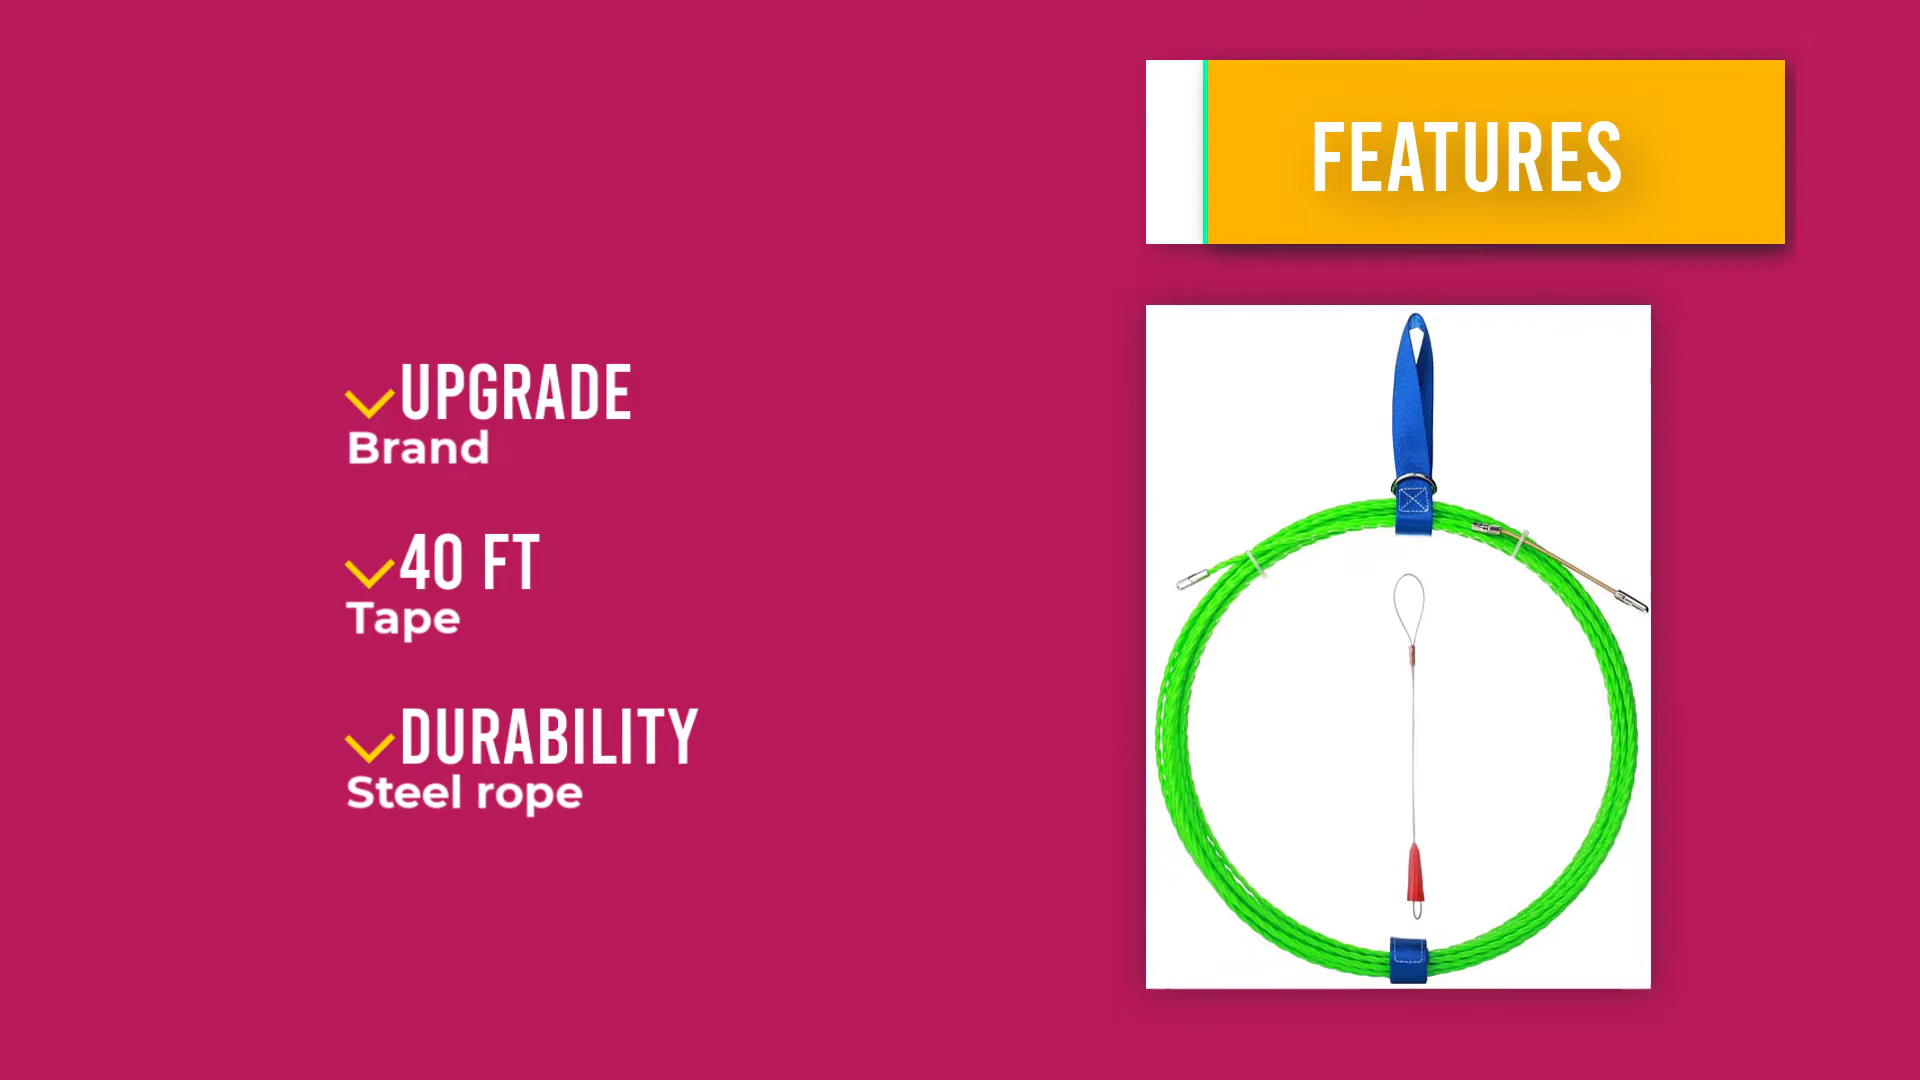 FEATURES
UPGRADE
Brand
40 FT
Tape
DURABILITY
Steel rope